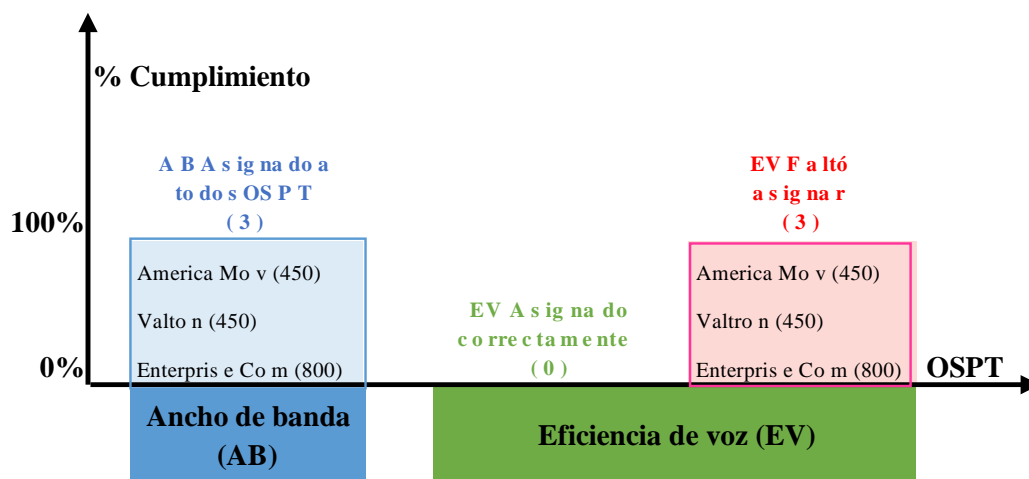 % Cumplimiento
A B A s ig na do a
to do s OS P T
( 3 )
EV F a ltó
a s igna r
( 3 )
100%
America Mo v (450)
Valto n (450)
Enterpris e Co m (800)
EV A s ig na do
c o rre c ta m e nte
( 0 )
America Mo v (450)
Valtro n (450)
Enterpris e Co m (800)
0%
OSPT
Ancho de banda
(AB)
Eficiencia de voz (EV)